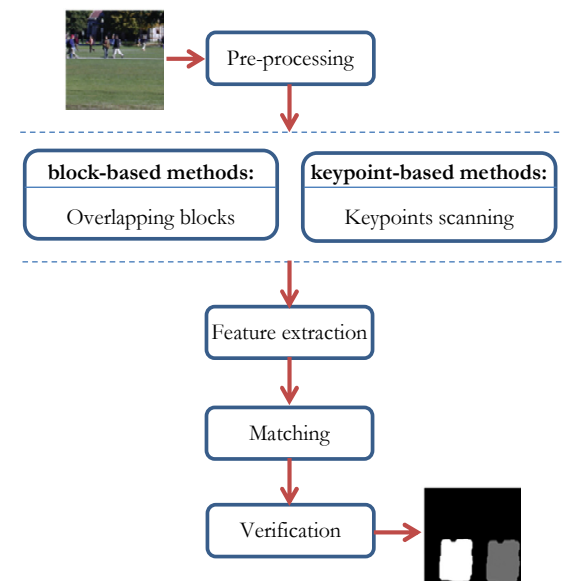 Pre-processing
block-based methods:
Overlapping blocks
keypoint-based methods:
Keypoints scanning
Feature extraction
Matching
Verification